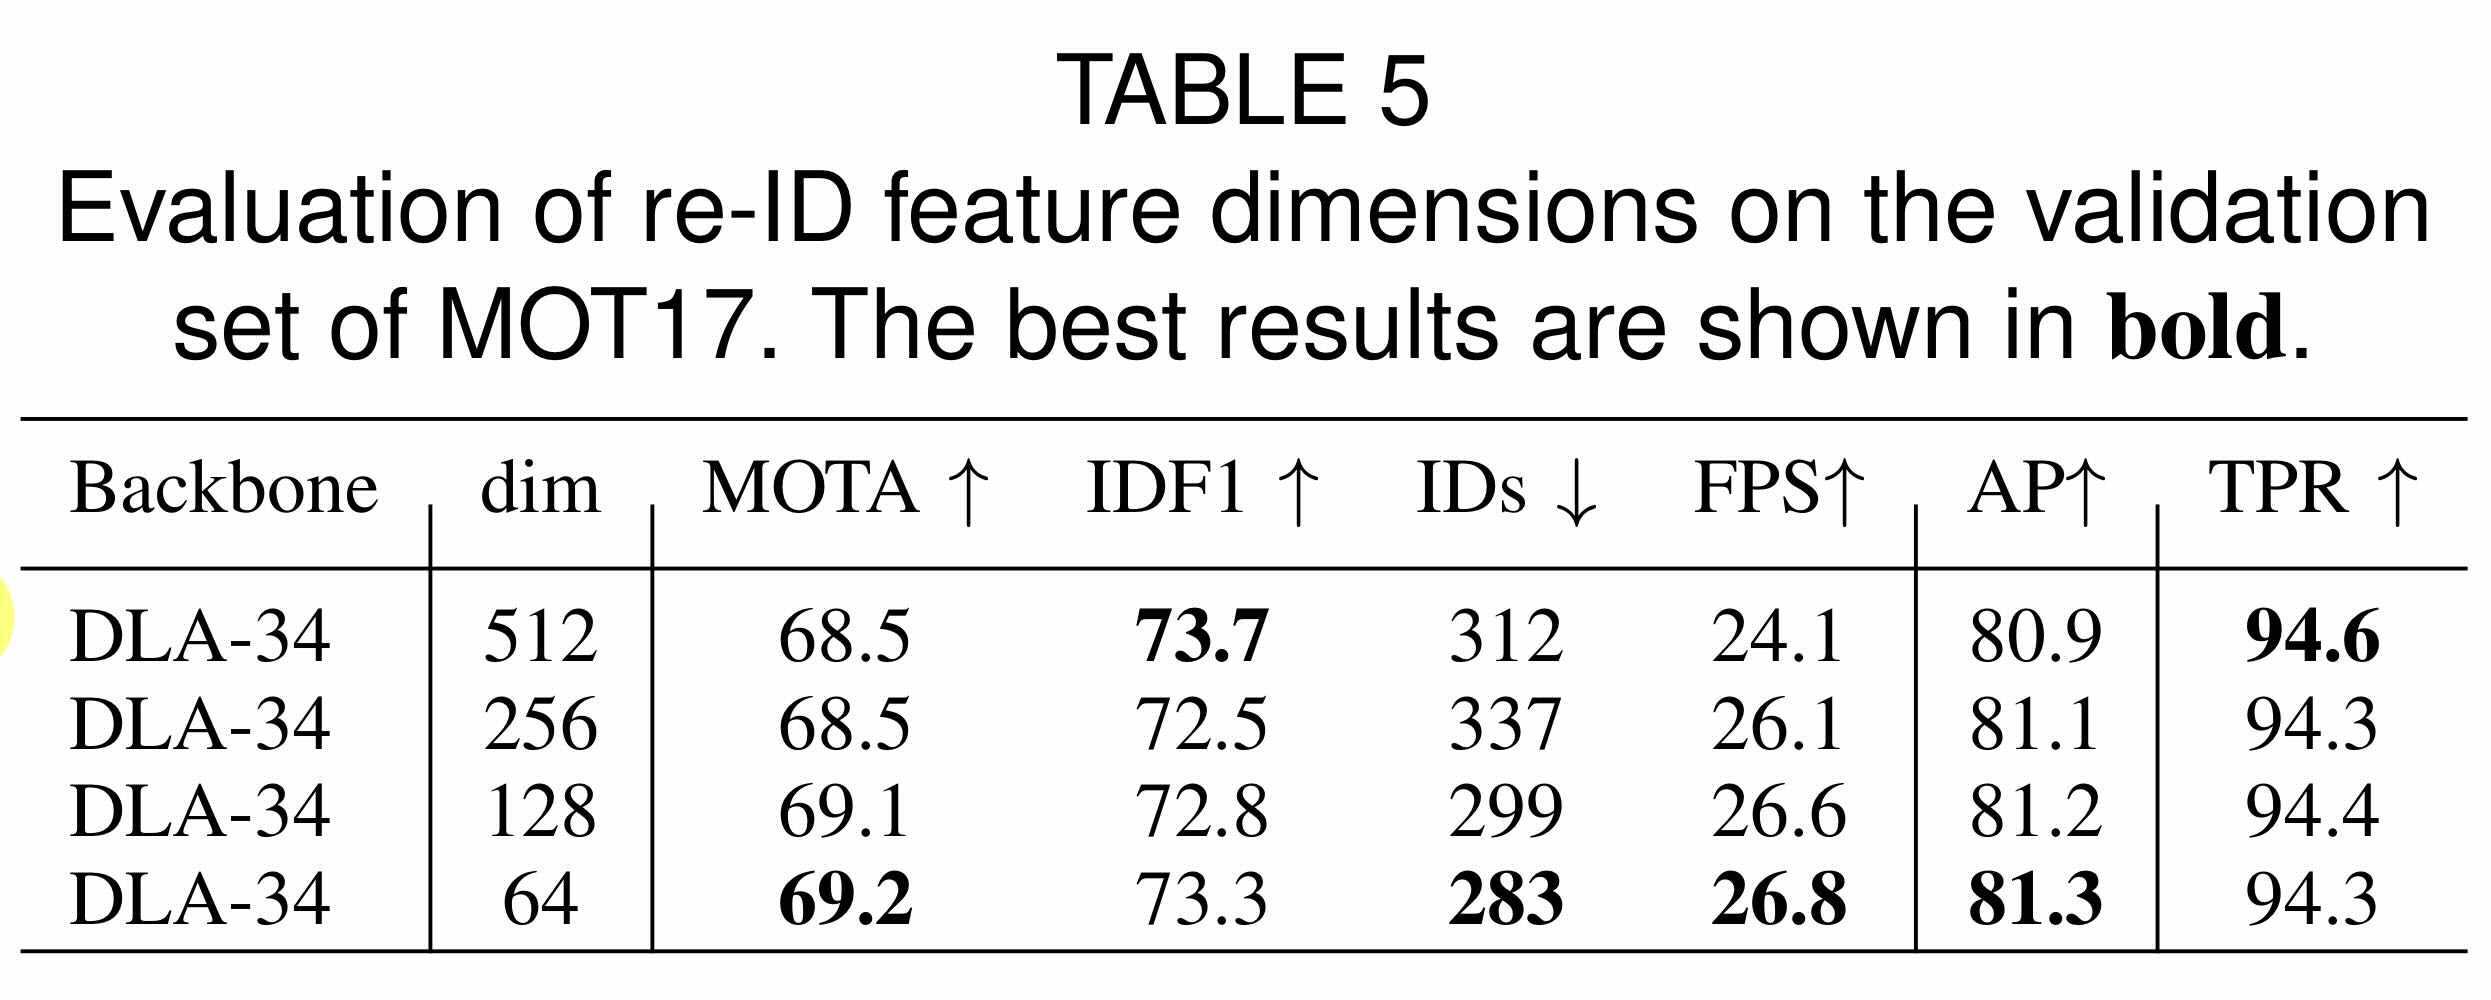 TABLE 5
Evaluation of re-ID feature dimensions on the validation
set of MOT17. The best results are shown in bold.
Backbone dim MOTA ↑ IDF1 ↑ IDs ↓ FPS↑ AP↑ TPR ↑
DLA-34 512 68.5 73.7 312 24.1 80.9 94.6
DLA-34 256 68.5 72.5 337 26.1 81.1 94.3
DLA-34 128 69.1 72.8 299 26.6 81.2 94.4
DLA-34 64 69.2 73.3 283 26.8 81.3 94.3